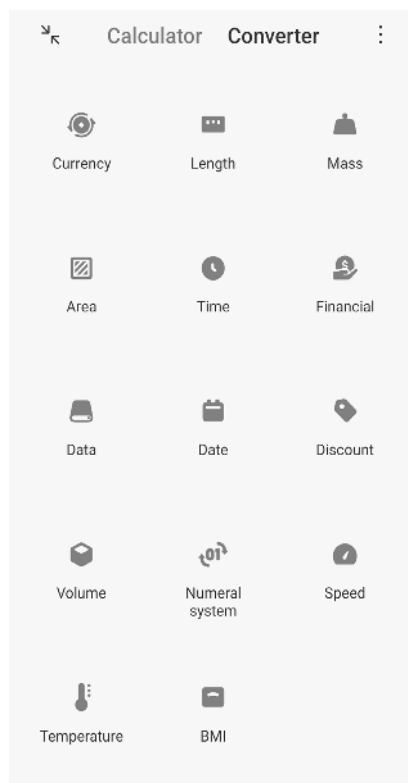 Calculator Converter
Currency Length Mass
Area Time Financial
Data Date Discount
Volume Numeral system Speed
Temperature BMI